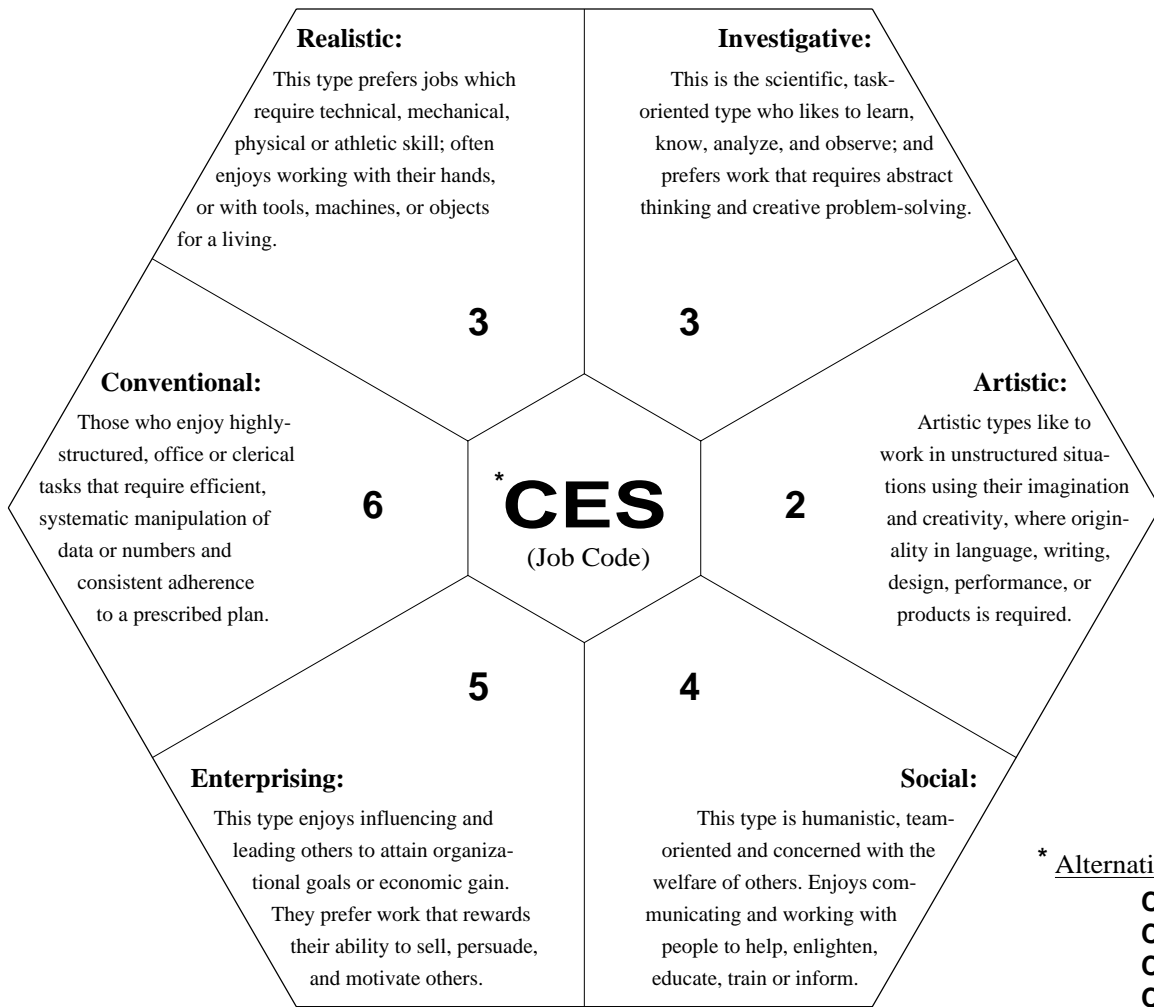 Realistic:
This type prefers jobs which
require technical, mechanical,
physical or athletic skill; often
enjoys working with their hands,
or with tools, machines, or objects
for a living.
3
Investigative:
This is the scientific, task-
oriented type who likes to learn,
know, analyze, and observe; and
prefers work that requires abstract
thinking and creative problem-solving.
3
Conventional:
Those who enjoy highly-
structured, office or clerical
tasks that require efficient,
systematic manipulation of
data or numbers and
consistent adherence
to a prescribed plan.
6
*CES
(Job Code)
2
Artistic:
Artistic types like to
work in unstructured situa-
tions using their imagination
and creativity, where origin-
ality in language, writing,
design, performance, or
products is required.
5
Enterprising:
This type enjoys influencing and
leading others to attain organiza-
tional goals or economic gain.
They prefer work that rewards
their ability to sell, persuade,
and motivate others.
4
Social:
This type is humanistic, team-
oriented and concerned with the
welfare of others. Enjoys com-
municating and working with
people to help, enlighten,
educate, train or inform.
*